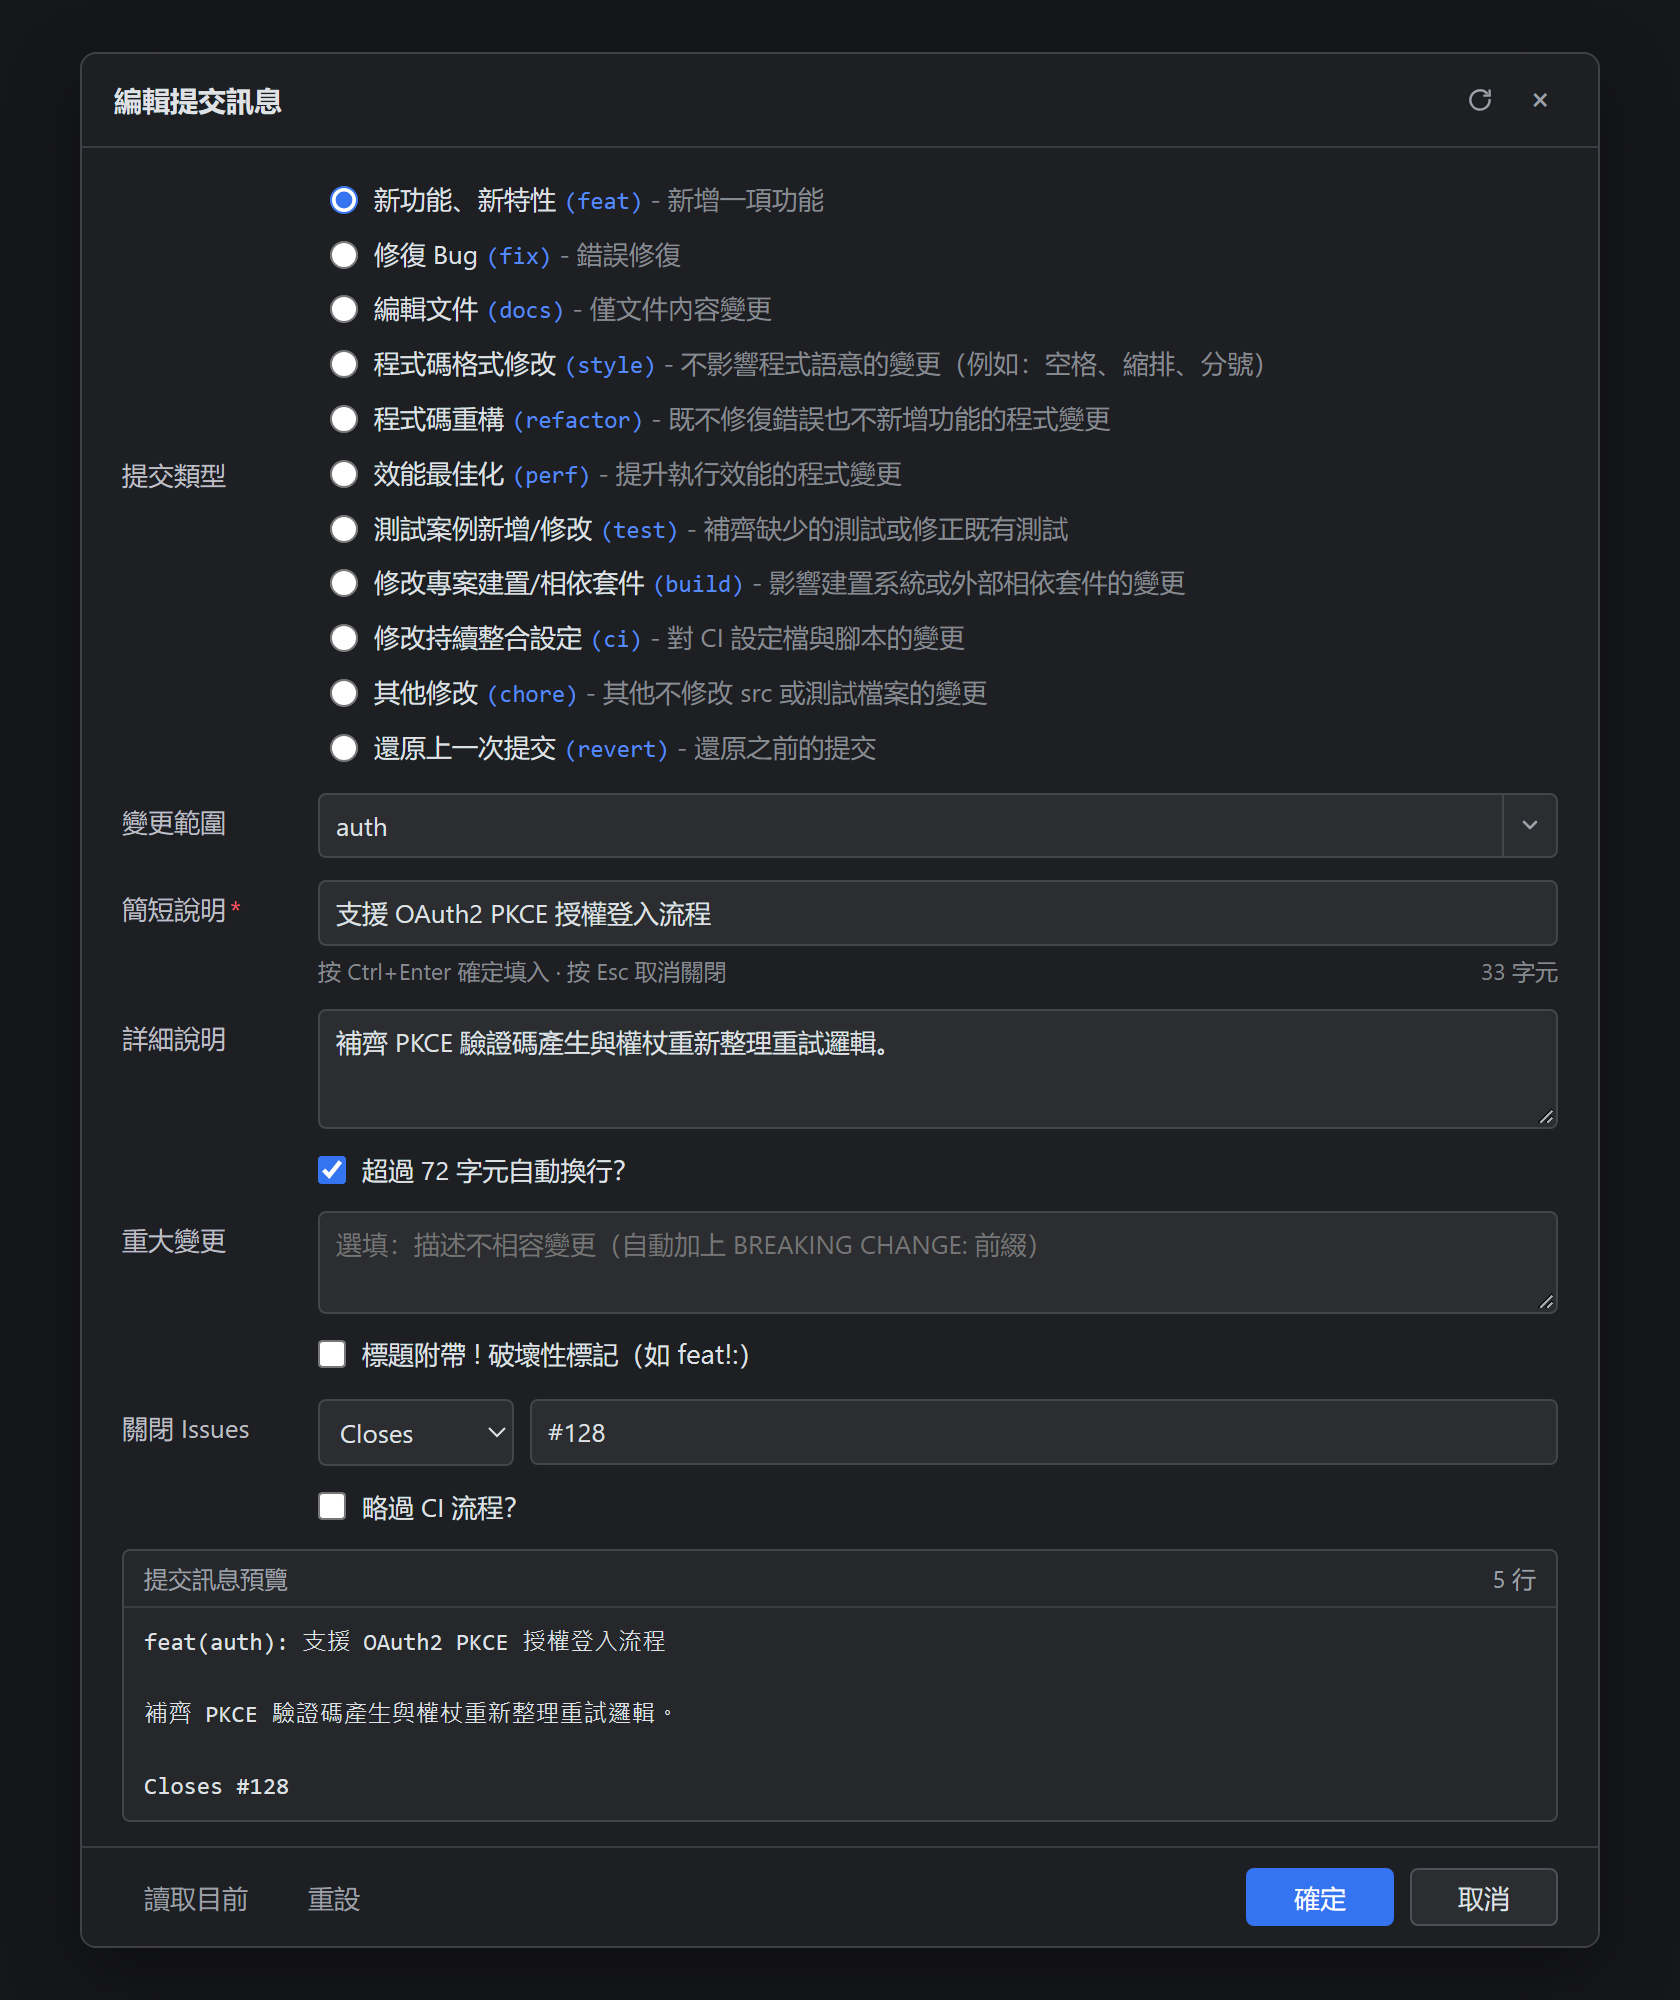 編輯提交訊息
提交類型
新功能、新特性 (feat) - 新增一項功能
修復 Bug (fix) - 錯誤修復
編輯文件 (docs) - 僅文件內容變更
程式碼格式修改 (style) - 不影響程式語意的變更（例如：空格、縮排、分號）
程式碼重構 (refactor) - 既不修復錯誤也不新增功能的程式變更
效能最佳化 (perf) - 提升執行效能的程式變更
測試案例新增/修改 (test) - 補齊缺少的測試或修正既有測試
修改專案建置/相依套件 (build) - 影響建置系統或外部相依套件的變更
修改持續整合設定 (ci) - 對 CI 設定檔與腳本的變更
其他修改 (chore) - 其他不修改 src 或測試檔案的變更
還原上一次提交 (revert) - 還原之前的提交
變更範圍
auth
簡短說明*
支援 OAuth2 PKCE 授權登入流程
按 Ctrl+Enter 確定填入 · 按 Esc 取消關閉
33 字元
詳細說明
補齊 PKCE 驗證碼產生與權杖重新整理重試邏輯。
超過 72 字元自動換行？
重大變更
選填：描述不相容變更（自動加上 BREAKING CHANGE: 前綴）
標題附帶 ! 破壞性標記（如 feat!:）
關閉 Issues
Closes
#128
略過 CI 流程？
提交訊息預覽
5 行
feat(auth): 支援 OAuth2 PKCE 授權登入流程
補齊 PKCE 驗證碼產生與權杖重新整理重試邏輯。
Closes #128
讀取目前
重設
確定
取消